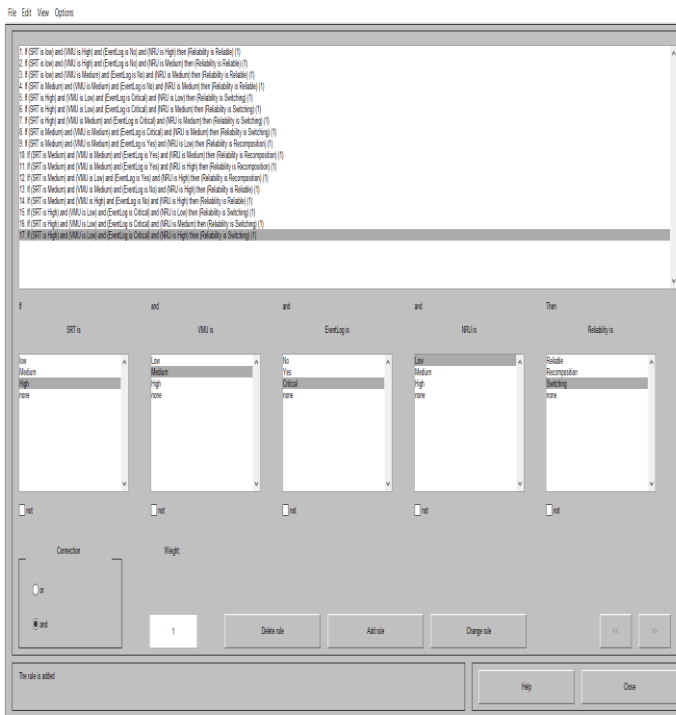 File Edit View Options
1. If (SRT is low) and (VMU is High) and (EventLog is No) and (NRU is High) then (Reliability is Reliable) (1)
2. If (SRT is low) and (VMU is High) and (EventLog is No) and (NRU is Medium) then (Reliability is Reliable) (1)
3. If (SRT is low) and (VMU is Medium) and (EventLog is No) and (NRU is Medium) then (Reliability is Reliable) (1)
4. If (SRT is Medium) and (VMU is Medium) and (EventLog is No) and (NRU is Medium) then (Reliability is Reliable) (1)
5. If (SRT is High) and (VMU is Low) and (EventLog is Critical) and (NRU is Low) then (Reliability is Switching) (1)
6. If (SRT is High) and (VMU is Low) and (EventLog is Critical) and (NRU is Medium) then (Reliability is Switching) (1)
7. If (SRT is High) and (VMU is Medium) and (EventLog is Critical) and (NRU is Medium) then (Reliability is Switching) (1)
8. If (SRT is Medium) and (VMU is Medium) and (EventLog is Critical) and (NRU is Medium) then (Reliability is Switching) (1)
9. If (SRT is Medium) and (VMU is Medium) and (EventLog is Yes) and (NRU is Low) then (Reliability is Recomposition) (1)
10. If (SRT is Medium) and (VMU is Medium) and (EventLog is Yes) and (NRU is Medium) then (Reliability is Recomposition) (1)
11. If (SRT is Medium) and (VMU is Medium) and (EventLog is Yes) and (NRU is High) then (Reliability is Recomposition) (1)
12. If (SRT is Medium) and (VMU is Low) and (EventLog is Yes) and (NRU is High) then (Reliability is Recomposition) (1)
13. If (SRT is Medium) and (VMU is Medium) and (EventLog is No) and (NRU is High) then (Reliability is Reliable) (1)
14. If (SRT is Medium) and (VMU is High) and (EventLog is No) and (NRU is High) then (Reliability is Reliable) (1)
15. If (SRT is High) and (VMU is Low) and (EventLog is Critical) and (NRU is Low) then (Reliability is Switching) (1)
16. If (SRT is High) and (VMU is Low) and (EventLog is Critical) and (NRU is Medium) then (Reliability is Switching) (1)
17. If (SRT is High) and (VMU is Low) and (EventLog is Critical) and (NRU is High) then (Reliability is Switching) (1)
If and and and Then
SRT is VMU is EventLog is NRU is Reliability is
low Low No Low Reliable
Medium Medium Yes Medium Recomposition
High High Critical High Switching
none none none none none
not not not not not
Connection Weight:
or
and 1 Delete rule Add rule Change rule << >>
The rule is added
Help Close